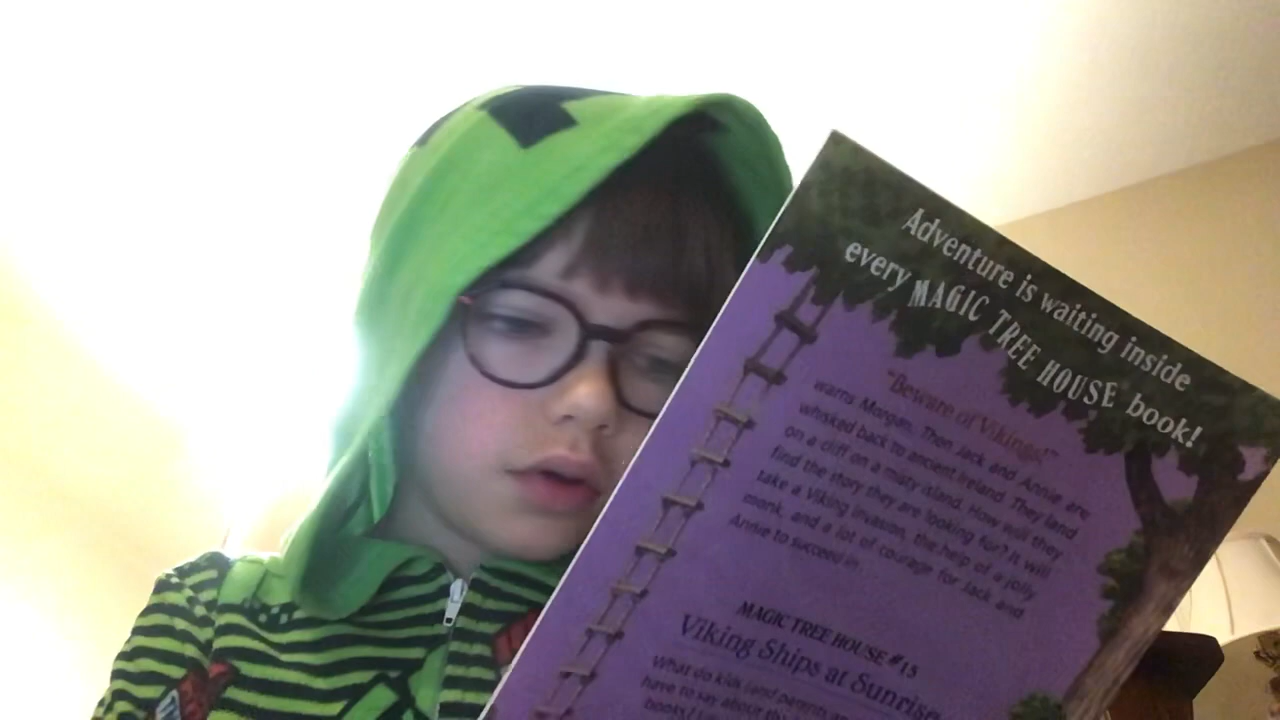 Adventure is waiting inside
every MAGIC TREE HOUSE book!
"Beware of Vikings!"
warns Morgan. Then Jack and Annie are
whisked back to ancient Ireland. They land
on a cliff on a misty island. How will they
find the story they are looking for? It will
take a Viking invasion, the help of a jolly
monk, and a lot of courage for Jack and
Annie to succeed in
MAGIC TREE HOUSE #15
Viking Ships at Sunrise
What do kids (and parents
have to say about
books?